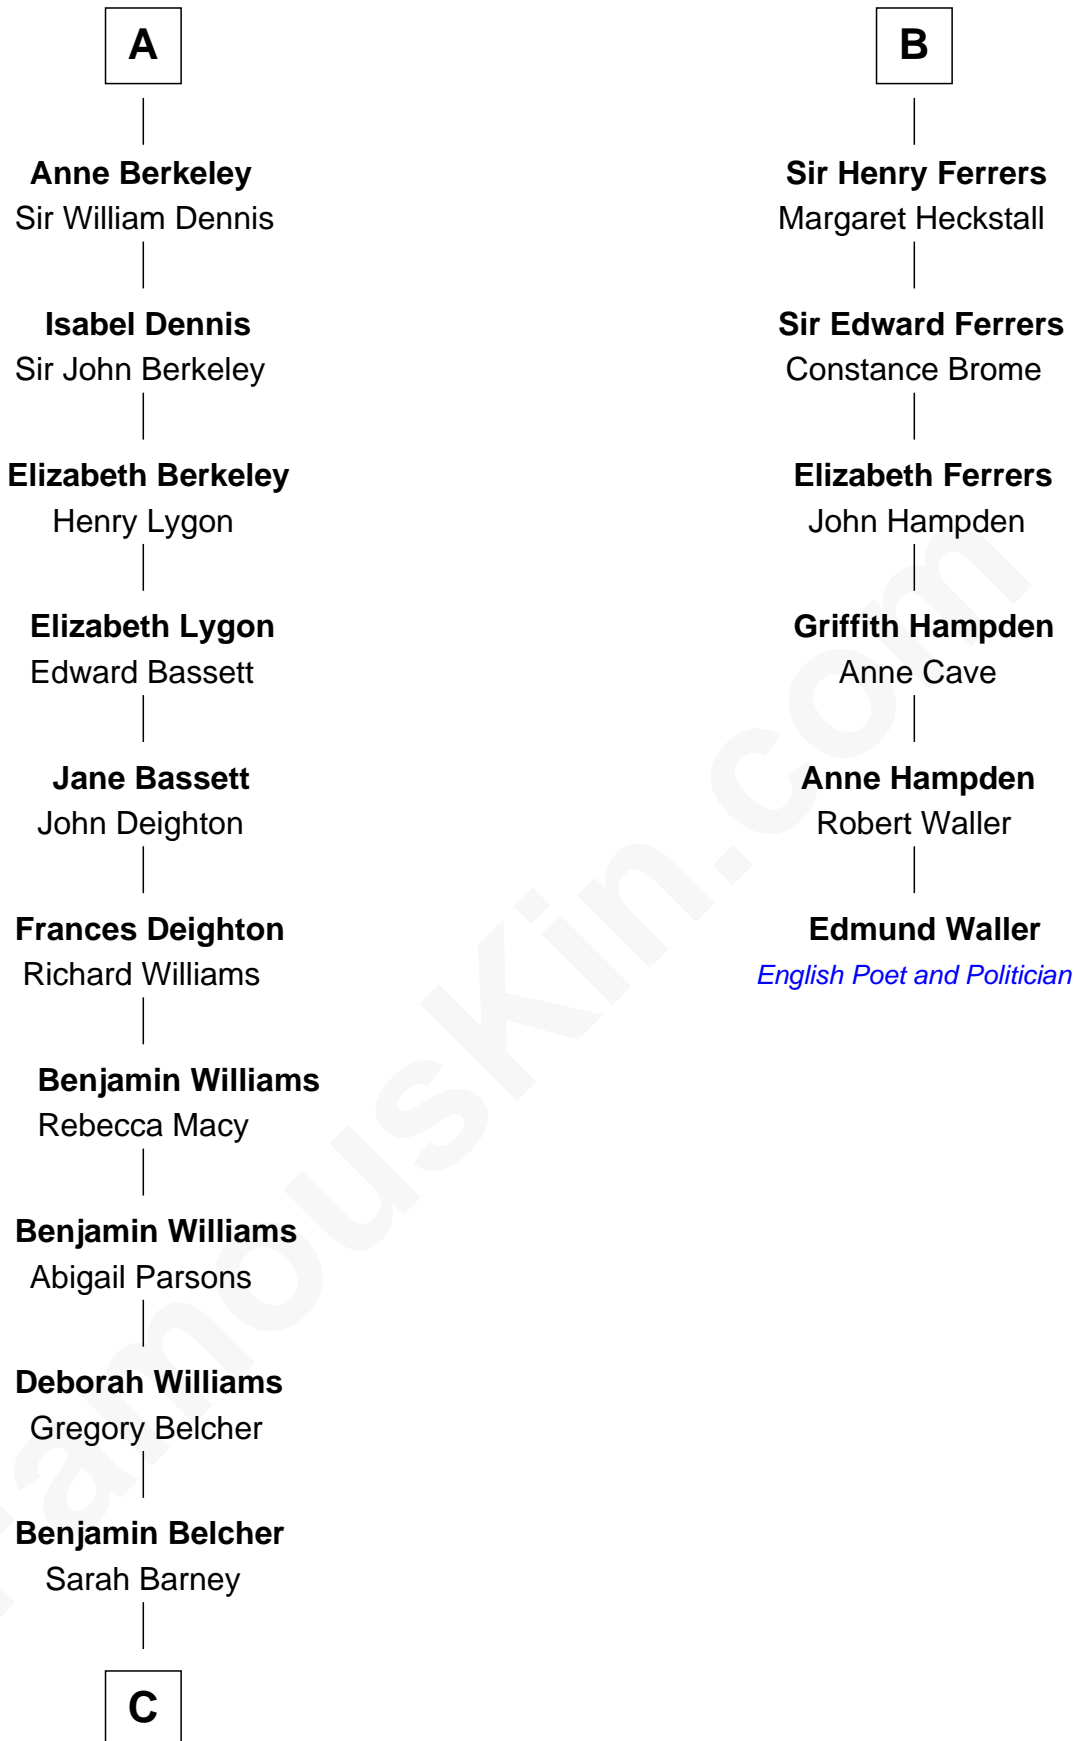 A
Anne Berkeley
Sir William Dennis
Isabel Dennis
Sir John Berkeley
Elizabeth Berkeley
Henry Lygon
Elizabeth Lygon
Edward Bassett
Jane Bassett
John Deighton
Frances Deighton
Richard Williams
Benjamin Williams
Rebecca Macy
Benjamin Williams
Abigail Parsons
Deborah Williams
Gregory Belcher
Benjamin Belcher
Sarah Barney
C
B
Sir Henry Ferrers
Margaret Heckstall
Sir Edward Ferrers
Constance Brome
Elizabeth Ferrers
John Hampden
Griffith Hampden
Anne Cave
Anne Hampden
Robert Waller
Edmund Waller
English Poet and Politician
FamousKin.com